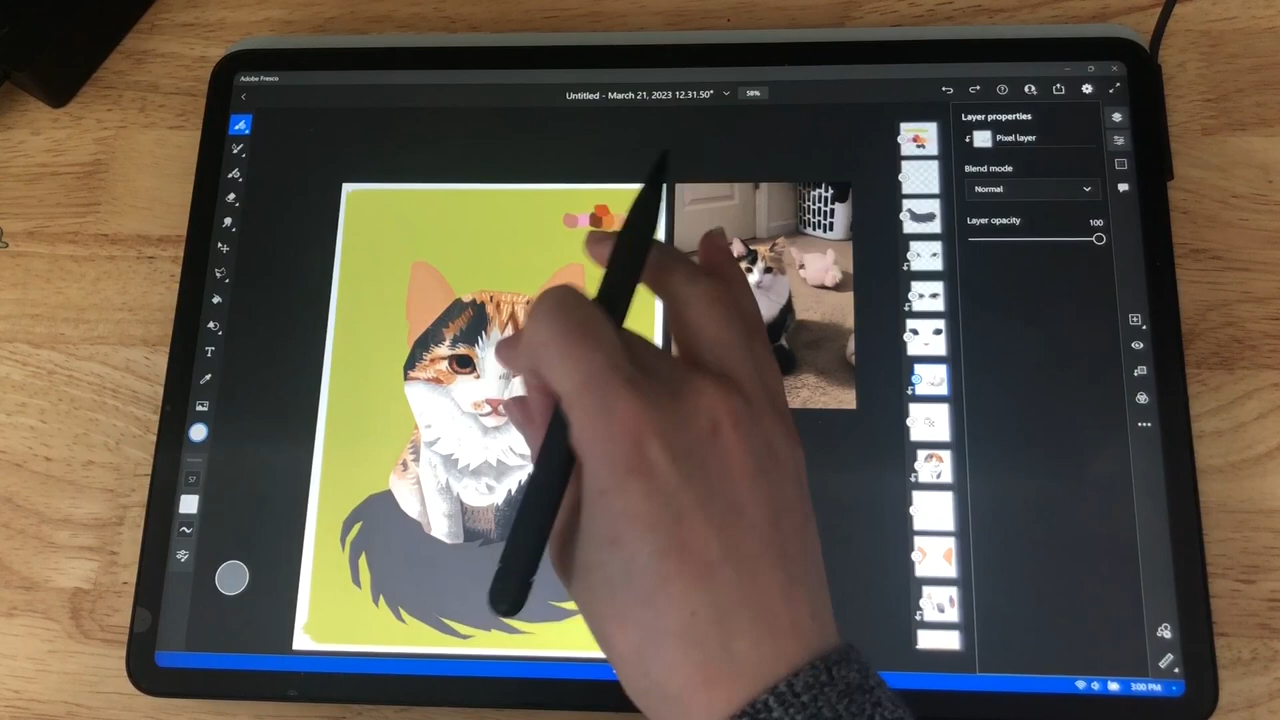 Adobe Fresco
Untitled - March 21, 2023 12.31.50*
58%
Layer properties
Pixel layer
Blend mode
Normal
Layer opacity
100
T
57
3:00 PM